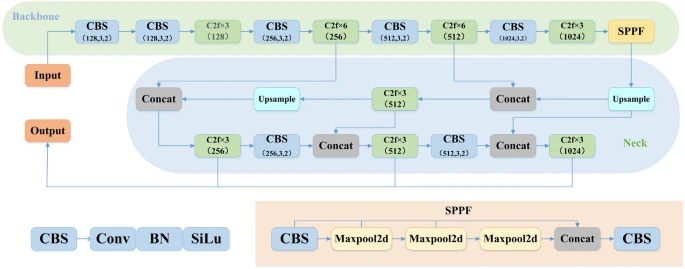 Backbone
CBS
(128,3,2)
CBS
(128,3,2)
C2f×3
(128)
CBS
(256,3,2)
C2f×6
(256)
CBS
(512,3,2)
C2f×6
(512)
CBS
(1024,3,2)
C2f×3
(1024)
SPPF
Input
Concat
Upsample
C2f×3
(512)
Concat
Upsample
Output
C2f×3
(256)
CBS
(256,3,2)
Concat
C2f×3
(512)
CBS
(512,3,2)
Concat
C2f×3
(1024)
Neck
SPPF
CBS
Conv
BN
SiLu
CBS
Maxpool2d
Maxpool2d
Maxpool2d
Concat
CBS